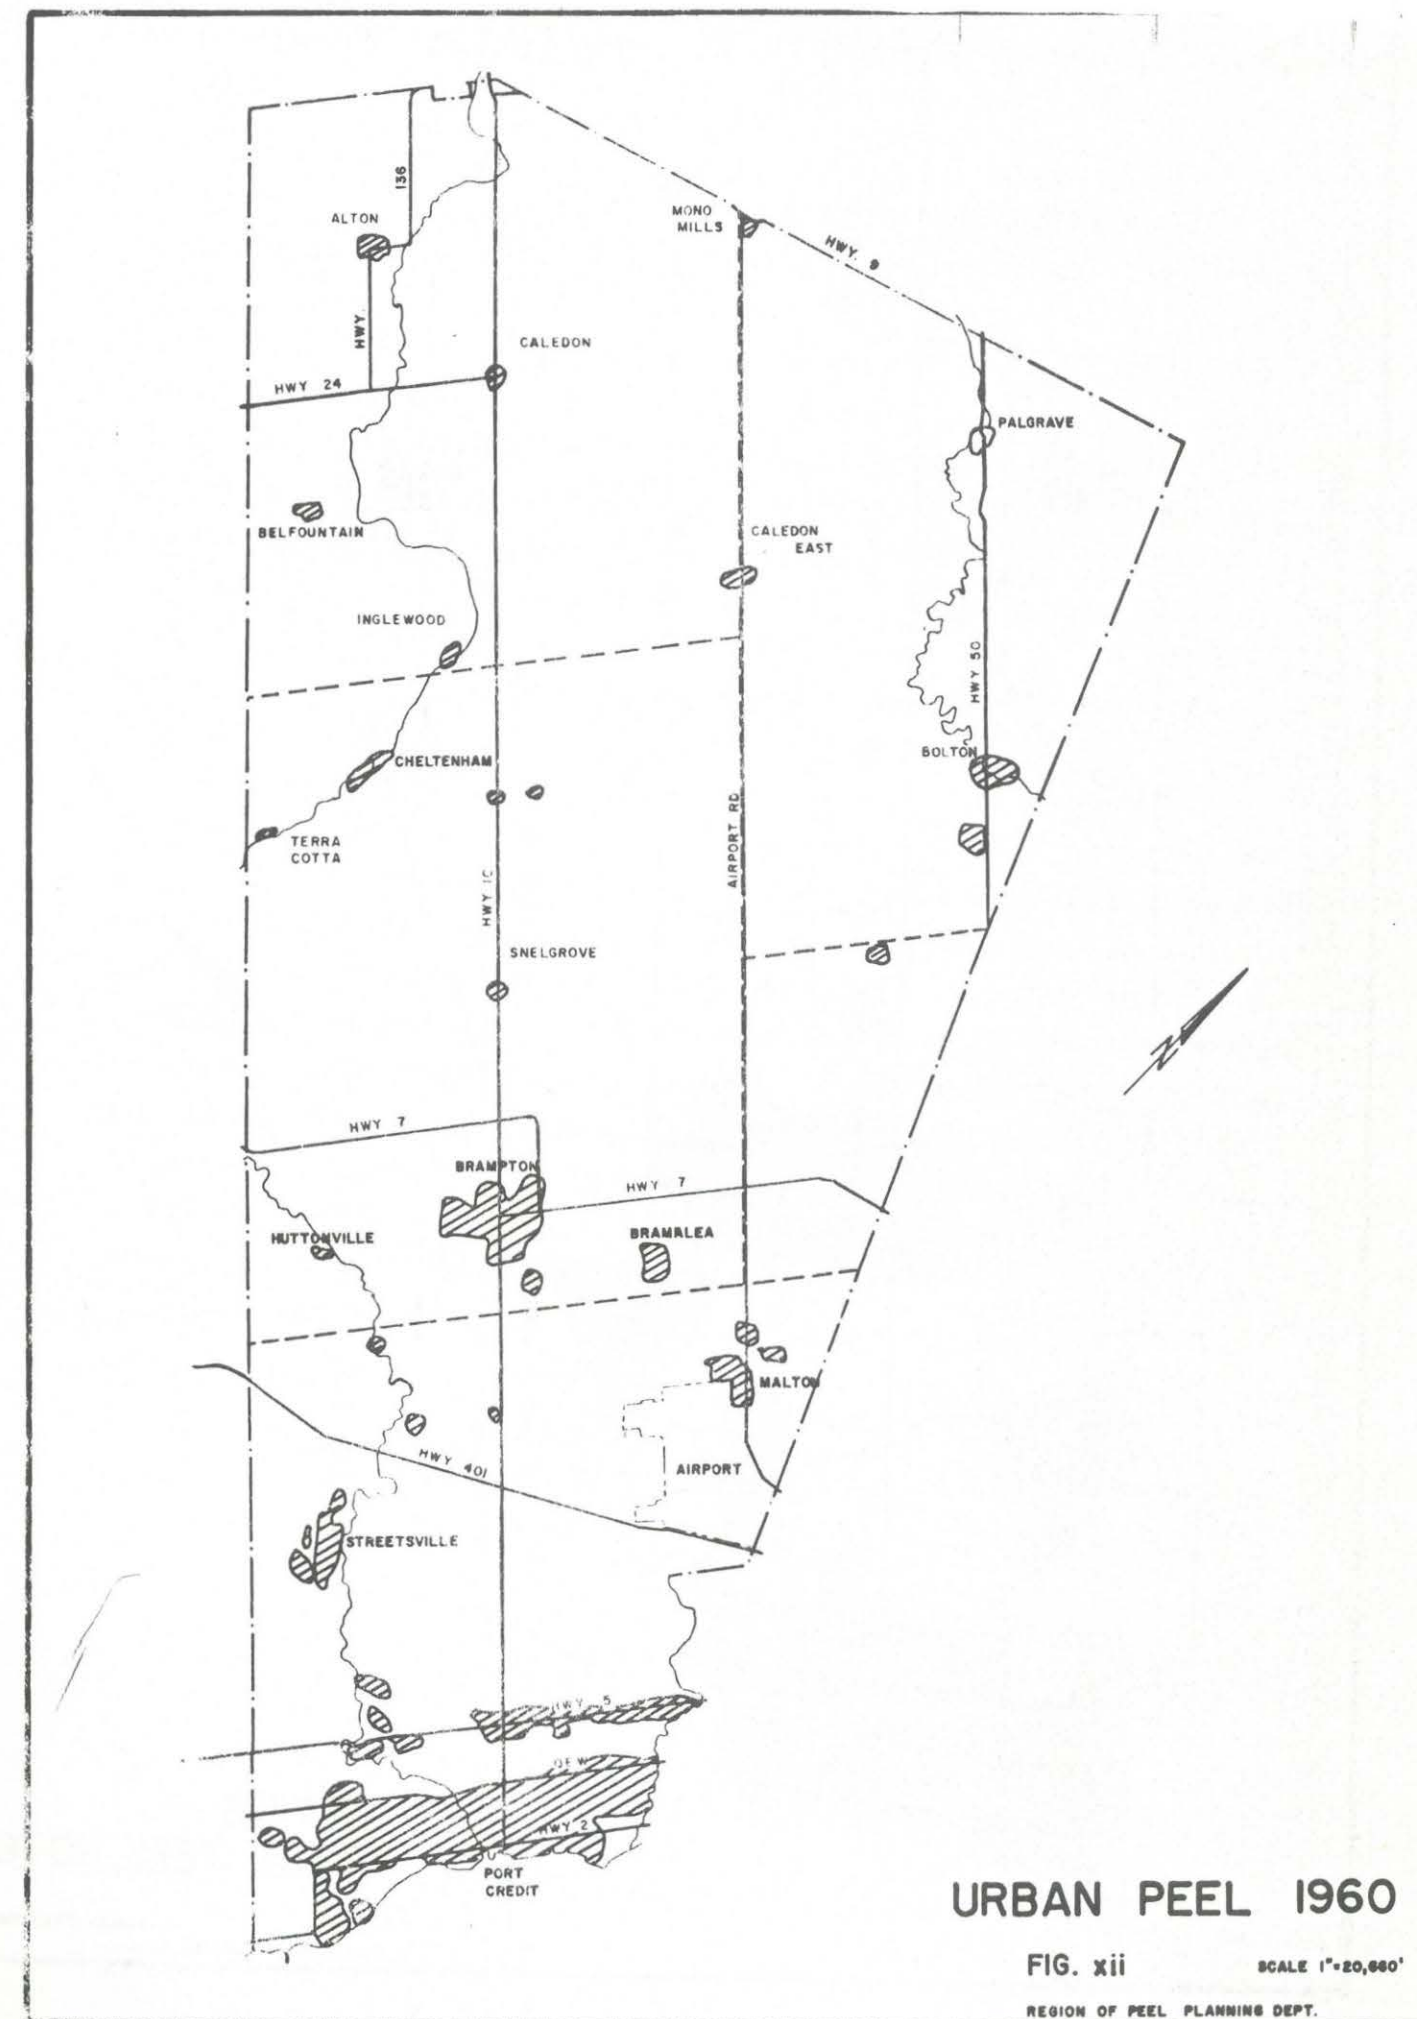 136
ALTON
MONO
MILLS
HWY. 9
HWY.
CALEDON
HWY 24
PALGRAVE
BELFOUNTAIN
CALEDON
EAST
INGLEWOOD
HWY 50
BOLTON
CHELTENHAM
AIRPORT RD
TERRA
COTTA
HWY 10
SNELGROVE
HWY 7
BRAMPTON
HWY 7
HUTTONVILLE
BRAMALEA
MALTON
HWY 401
AIRPORT
N
STREETSVILLE
HWY 5
QEW
HWY 2
PORT
CREDIT
URBAN PEEL 1960
FIG. xii
SCALE 1"=20,660'
REGION OF PEEL PLANNING DEPT.